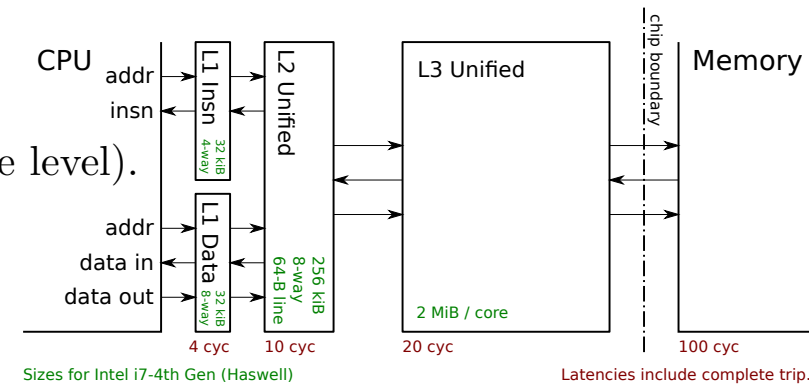 CPU
addr
insn
e level).
addr
data in
data out
L1 Insn
32 kiB
4-way
L1 Data
32 kiB
8-way
L2 Unified
256 kiB
8-way
64-B line
L3 Unified
2 MiB / core
chip boundary
Memory
4 cyc
10 cyc
20 cyc
100 cyc
Sizes for Intel i7-4th Gen (Haswell)
Latencies include complete trip.